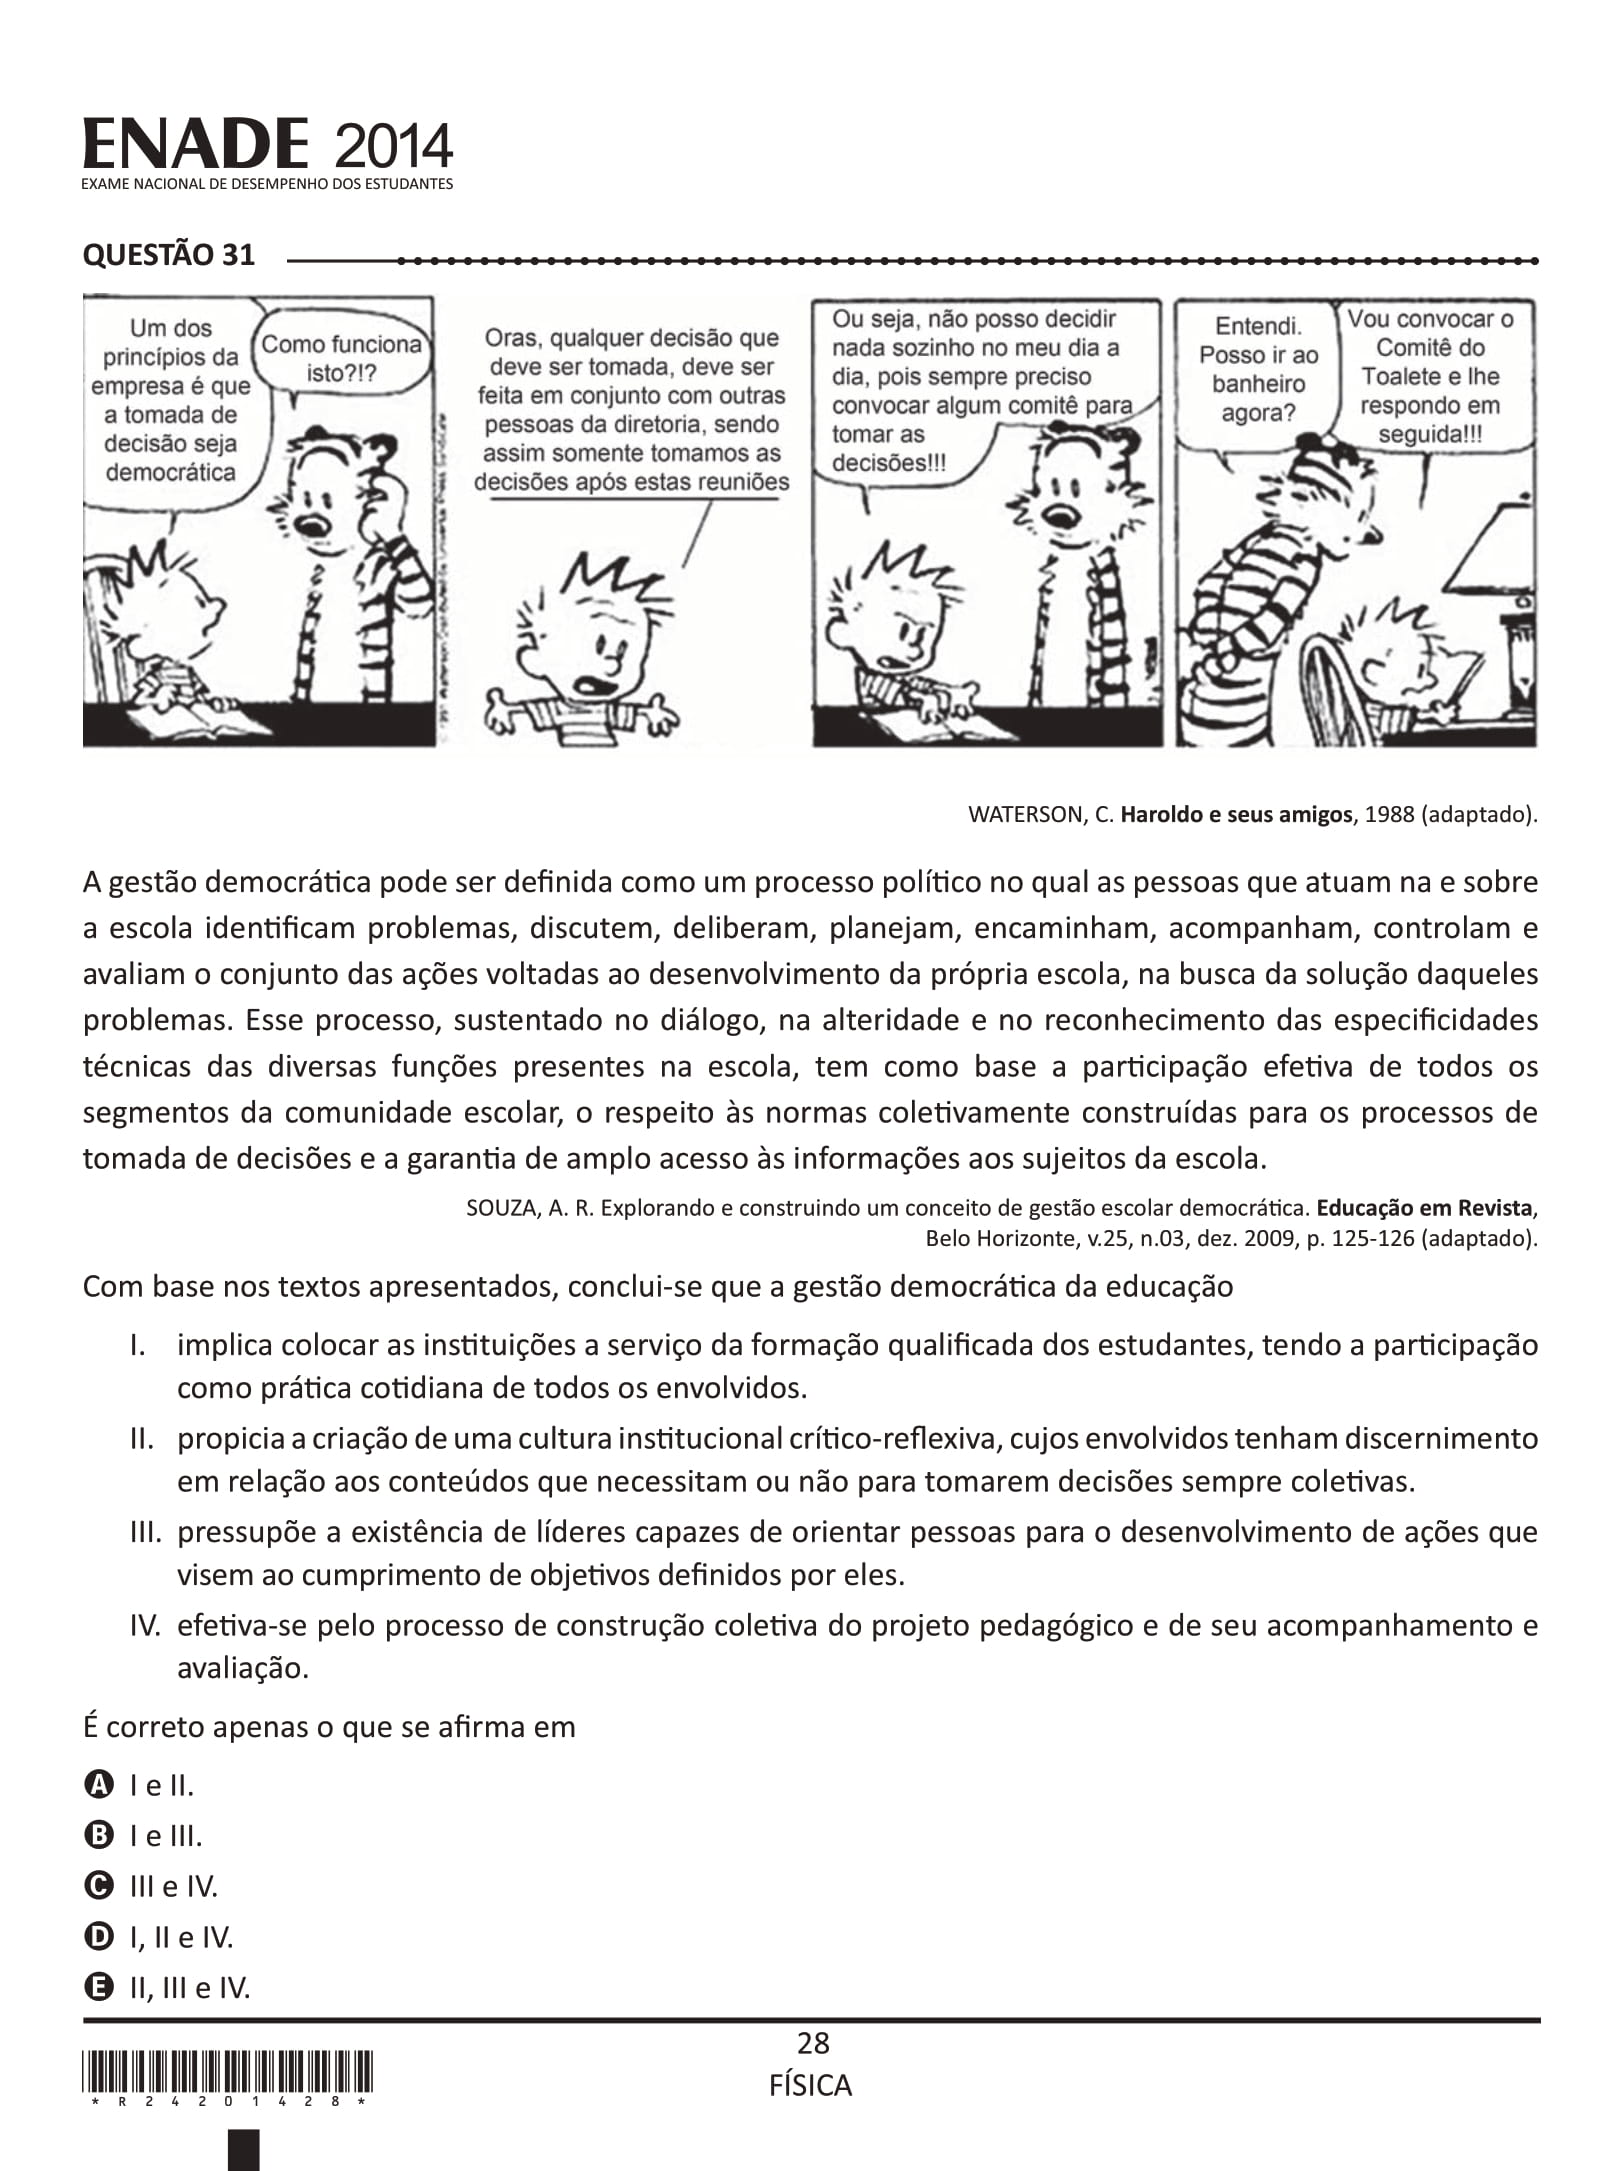 ENADE 2014
EXAME NACIONAL DE DESEMPENHO DOS ESTUDANTES
QUESTÃO 31
Um dos
princípios da
empresa é que
a tomada de
decisão seja
democrática
Como funciona
isto?!?
Oras, qualquer decisão que
deve ser tomada, deve ser
feita em conjunto com outras
pessoas da diretoria, sendo
assim somente tomamos as
decisões após estas reuniões
Ou seja, não posso decidir
nada sozinho no meu dia a
dia, pois sempre preciso
convocar algum comitê para
tomar as
decisões!!!
Entendi.
Posso ir ao
banheiro
agora?
Vou convocar o
Comitê do
Toalete e lhe
respondo em
seguida!!!
WATERSON, C. Haroldo e seus amigos, 1988 (adaptado).
A gestão democrática pode ser definida como um processo político no qual as pessoas que atuam na e sobre
a escola identificam problemas, discutem, deliberam, planejam, encaminham, acompanham, controlam e
avaliam o conjunto das ações voltadas ao desenvolvimento da própria escola, na busca da solução daqueles
problemas. Esse processo, sustentado no diálogo, na alteridade e no reconhecimento das especificidades
técnicas das diversas funções presentes na escola, tem como base a participação efetiva de todos os
segmentos da comunidade escolar, o respeito às normas coletivamente construídas para os processos de
tomada de decisões e a garantia de amplo acesso às informações aos sujeitos da escola.
SOUZA, A. R. Explorando e construindo um conceito de gestão escolar democrática. Educação em Revista,
Belo Horizonte, v.25, n.03, dez. 2009, p. 125-126 (adaptado).
Com base nos textos apresentados, conclui-se que a gestão democrática da educação
I. implica colocar as instituições a serviço da formação qualificada dos estudantes, tendo a participação
como prática cotidiana de todos os envolvidos.
II. propicia a criação de uma cultura institucional crítico-reflexiva, cujos envolvidos tenham discernimento
em relação aos conteúdos que necessitam ou não para tomarem decisões sempre coletivas.
III. pressupõe a existência de líderes capazes de orientar pessoas para o desenvolvimento de ações que
visem ao cumprimento de objetivos definidos por eles.
IV. efetiva-se pelo processo de construção coletiva do projeto pedagógico e de seu acompanhamento e
avaliação.
É correto apenas o que se afirma em
A I e II.
B I e III.
C III e IV.
D I, II e IV.
E II, III e IV.
28
FÍSICA
* R 2 4 2 0 1 4 2 8 *